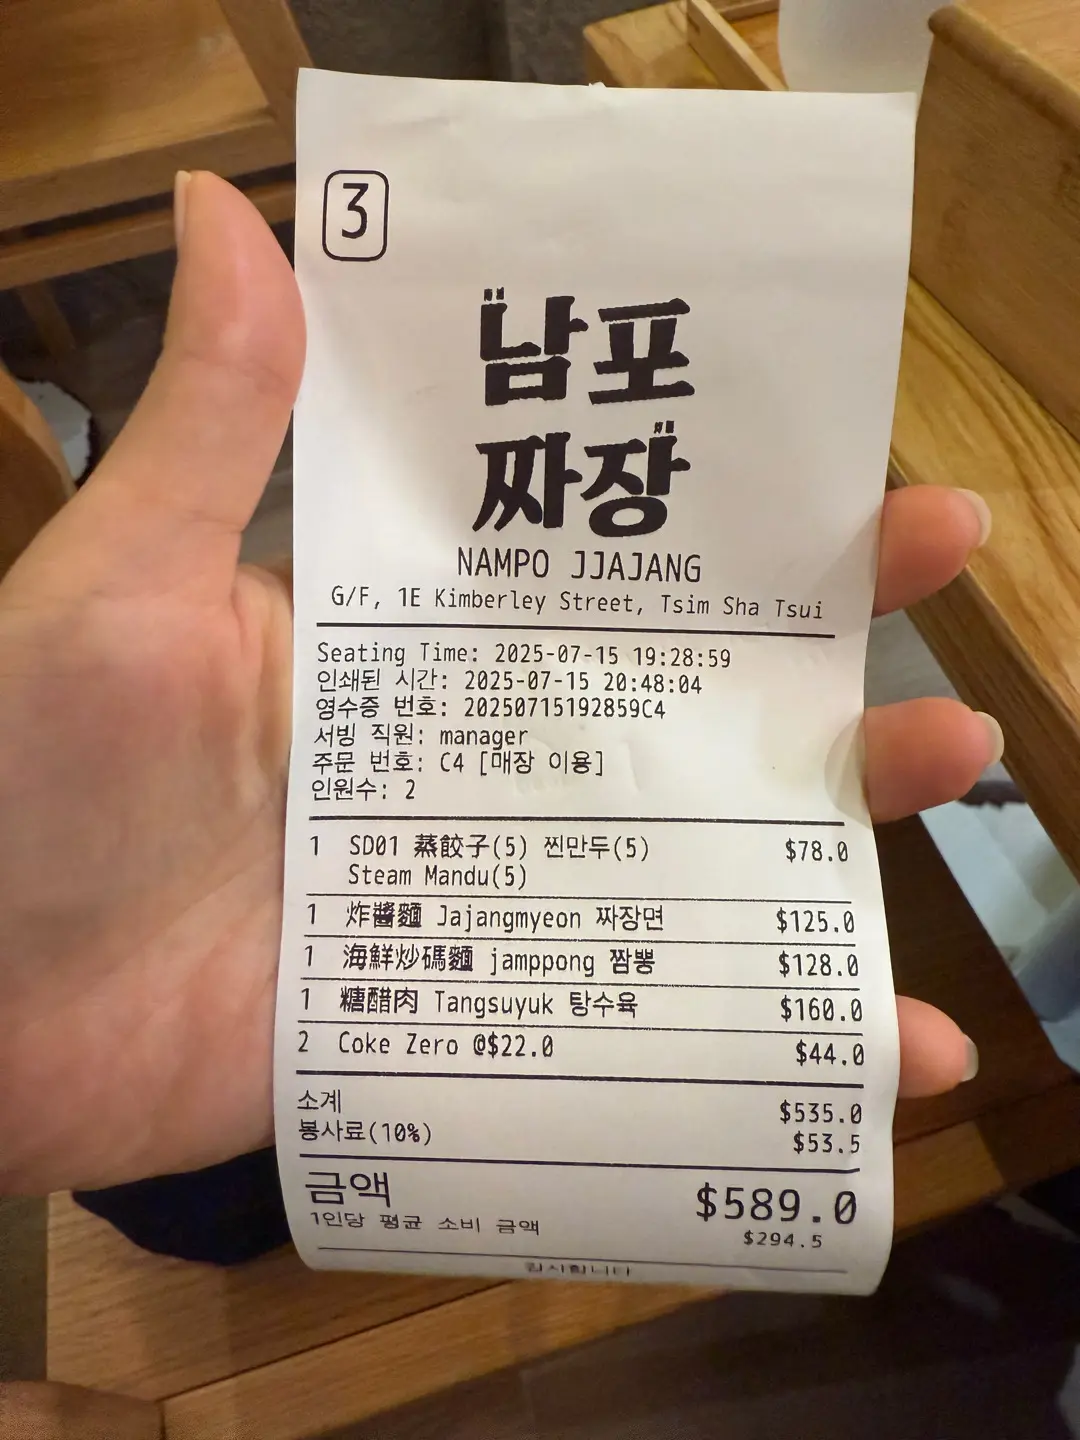 3
남포
짜장
NAMPO JJAJANG
G/F, 1E Kimberley Street, Tsim Sha Tsui
Seating Time: 2025-07-15 19:28:59
인쇄된 시간: 2025-07-15 20:48:04
영수증 번호: 20250715192859C4
서빙 직원: manager
주문 번호: C4 [매장 이용]
인원수: 2
1 SD01 蒸餃子(5) 찐만두(5) $78.0
Steam Mandu(5)
1 炸醬麵 Jajangmyeon 짜장면 $125.0
1 海鮮炒碼麵 jamppong 짬뽕 $128.0
1 糖醋肉 Tangsuyuk 탕수육 $160.0
2 Coke Zero @$22.0 $44.0
소계 $535.0
봉사료(10%) $53.5
금액 $589.0
1인당 평균 소비 금액 $294.5
감사합니다